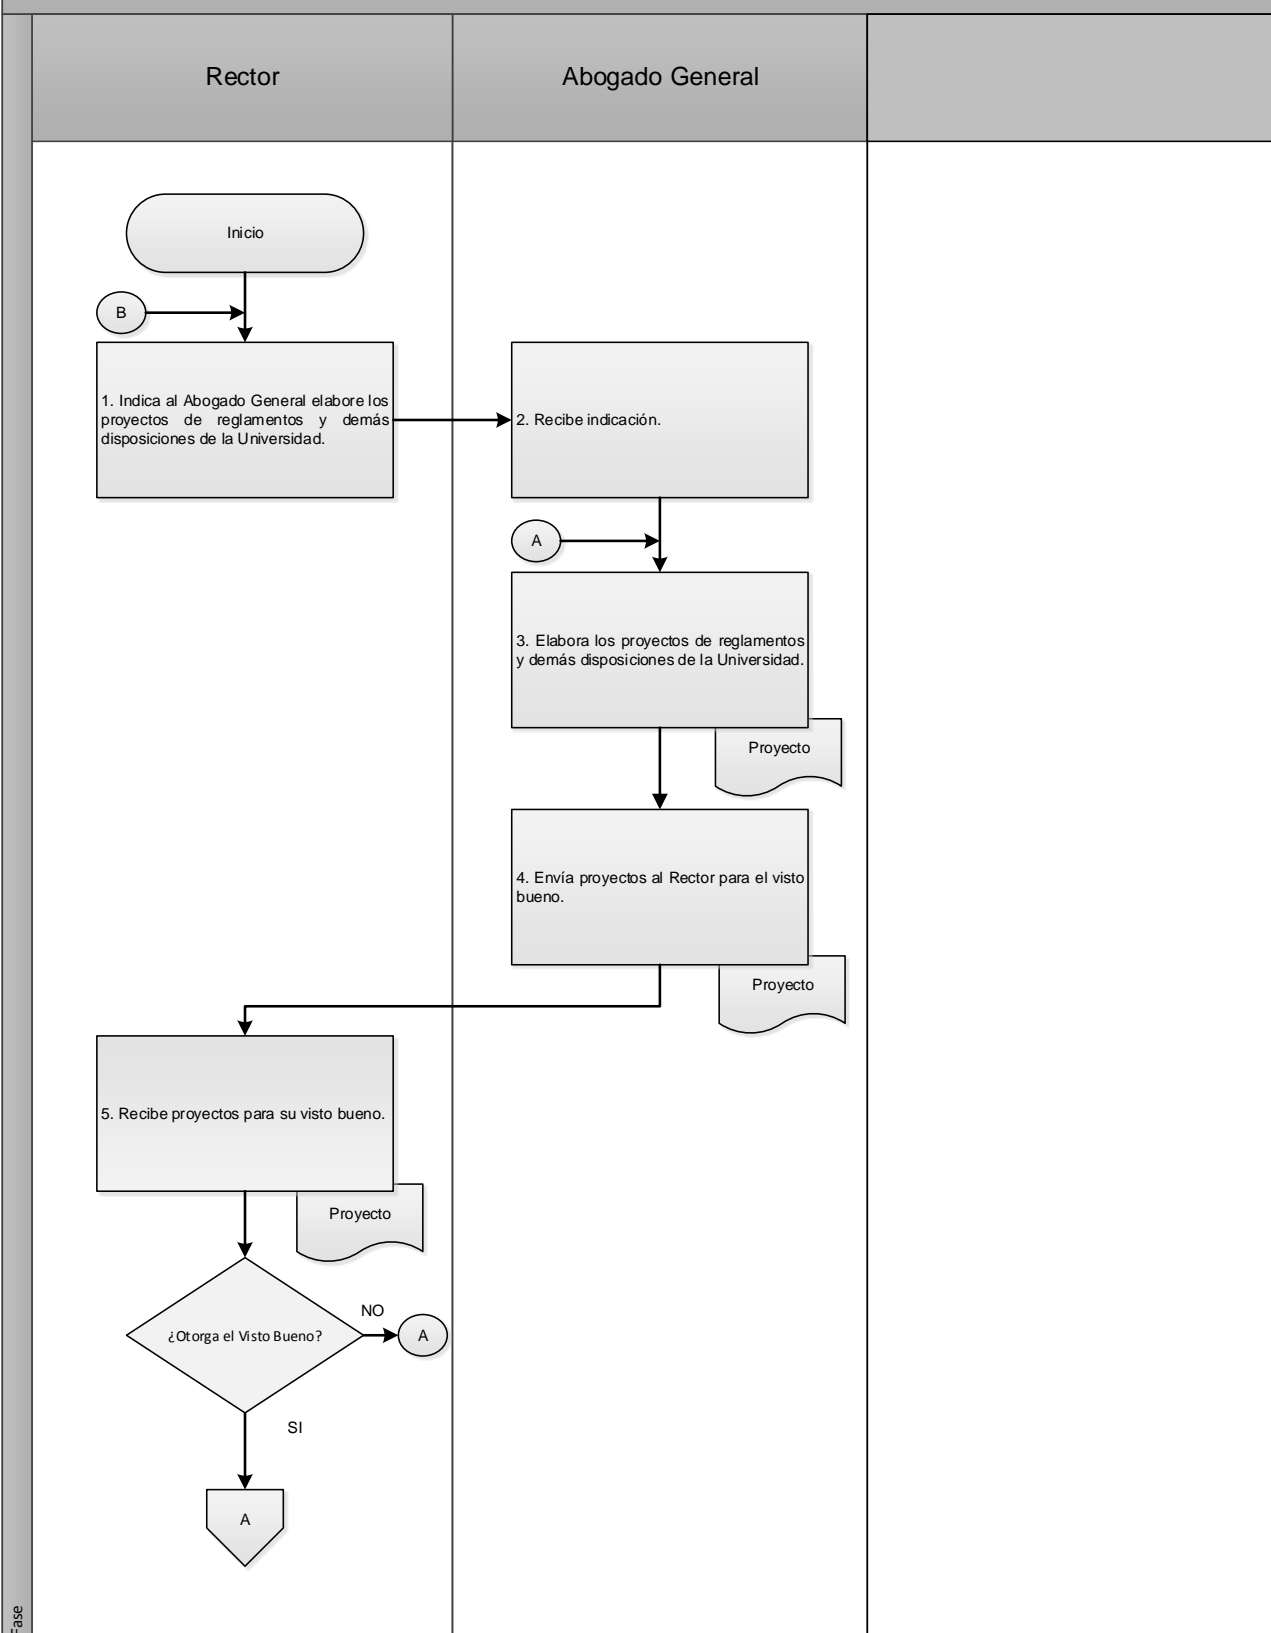 Rector
Abogado General
Inicio
B
1. Indica al Abogado General elabore los
proyectos de reglamentos y demás
disposiciones de la Universidad.
2. Recibe indicación.
A
3. Elabora los proyectos de reglamentos
y demás disposiciones de la Universidad.
Proyecto
4. Envía proyectos al Rector para el visto
bueno.
Proyecto
5. Recibe proyectos para su visto bueno.
Proyecto
¿Otorga el Visto Bueno?
NO
A
SI
A
Fase